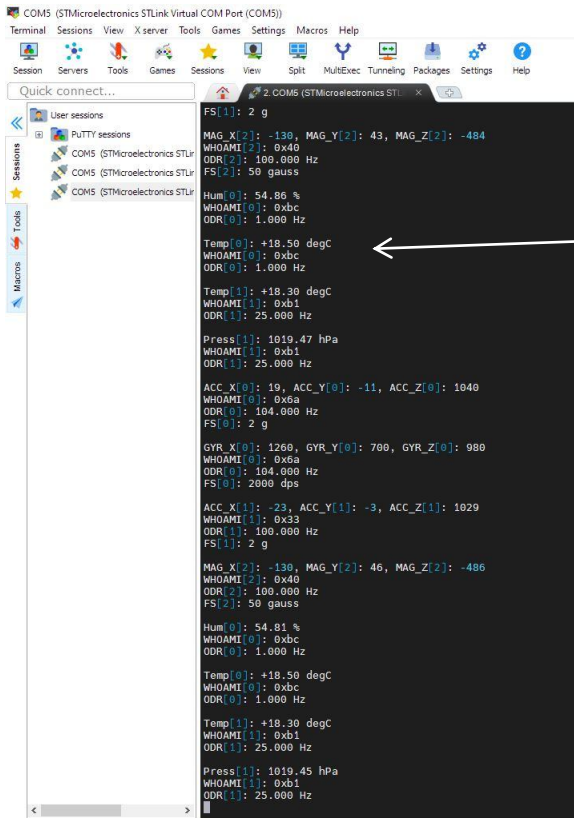 COM5 (STMicroelectronics STLink Virtual COM Port (COM5))
Terminal Sessions View X server Tools Games Settings Macros Help
Session Servers Tools Games Sessions View Split MultiExec Tunneling Packages Settings Help
Quick connect...
2. COM5 (STMicroelectronics STL
User sessions
PuTTY sessions
COM5 (STMicroelectronics STLir
COM5 (STMicroelectronics STLir
COM5 (STMicroelectronics STLir
Sessions
Tools
Macros
FS[1]: 2 g
MAG_X[2]: -130, MAG_Y[2]: 43, MAG_Z[2]: -484
WHOAMI[2]: 0x40
ODR[2]: 100.000 Hz
FS[2]: 50 gauss
Hum[0]: 54.86 %
WHOAMI[0]: 0xbc
ODR[0]: 1.000 Hz
Temp[0]: +18.50 degC
WHOAMI[0]: 0xbc
ODR[0]: 1.000 Hz
Temp[1]: +18.30 degC
WHOAMI[1]: 0xb1
ODR[1]: 25.000 Hz
Press[1]: 1019.47 hPa
WHOAMI[1]: 0xb1
ODR[1]: 25.000 Hz
ACC_X[0]: 19, ACC_Y[0]: -11, ACC_Z[0]: 1040
WHOAMI[0]: 0x6a
ODR[0]: 104.000 Hz
FS[0]: 2 g
GYR_X[0]: 1260, GYR_Y[0]: 700, GYR_Z[0]: 980
WHOAMI[0]: 0x6a
ODR[0]: 104.000 Hz
FS[0]: 2000 dps
ACC_X[1]: -23, ACC_Y[1]: -3, ACC_Z[1]: 1029
WHOAMI[1]: 0x33
ODR[1]: 100.000 Hz
FS[1]: 2 g
MAG_X[2]: -130, MAG_Y[2]: 46, MAG_Z[2]: -486
WHOAMI[2]: 0x40
ODR[2]: 100.000 Hz
FS[2]: 50 gauss
Hum[0]: 54.81 %
WHOAMI[0]: 0xbc
ODR[0]: 1.000 Hz
Temp[0]: +18.50 degC
WHOAMI[0]: 0xbc
ODR[0]: 1.000 Hz
Temp[1]: +18.30 degC
WHOAMI[1]: 0xb1
ODR[1]: 25.000 Hz
Press[1]: 1019.45 hPa
WHOAMI[1]: 0xb1
ODR[1]: 25.000 Hz